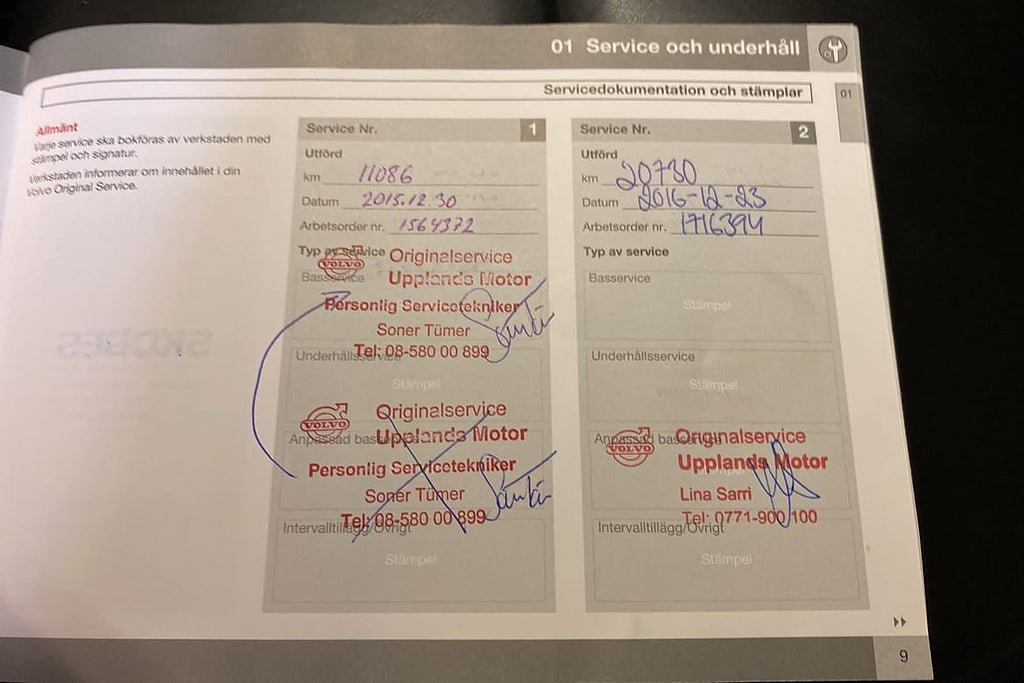 01 Service och underhåll
Servicedokumentation och stämplar
01
Allmänt
Varje service ska bokföras av verkstaden med
stämpel och signatur.
Verkstaden informerar om innehållet i din
Volvo Original Service.
Service Nr. 1
Utförd
km 11086
Datum 2015.12.30
Arbetsorder nr. 1564372
Typ av service
VOLVO
Originalservice
Basservice
Upplands Motor
Personlig Servicetekniker
Soner Tümer
Tel: 08-580 00 899
Underhållsservice
Stämpel
VOLVO
Originalservice
Anpassad
Upplands Motor
Personlig Servicetekniker
Soner Tümer
Tel: 08-580 00 899
Intervalltillägg/Övrigt
Stämpel
Service Nr. 2
Utförd
km 20730
Datum 2016-12-23
Arbetsorder nr. 1716394
Typ av service
Basservice
Stämpel
Underhållsservice
Stämpel
VOLVO
Originalservice
Anpassad basservice
Upplands Motor
Lina Sarri
Tel: 0771-900 100
Intervalltillägg/Övrigt
Stämpel
9